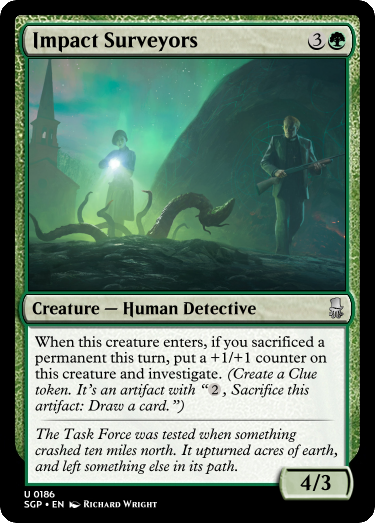 Impact Surveyors 3
Creature — Human Detective
When this creature enters, if you sacrificed a
permanent this turn, put a +1/+1 counter on
this creature and investigate. (Create a Clue
token. It's an artifact with “2, Sacrifice this
artifact: Draw a card.”)
The Task Force was tested when something
crashed ten miles north. It upturned acres of earth,
and left something else in its path.
4/3
U 0186
SGP • EN Richard Wright